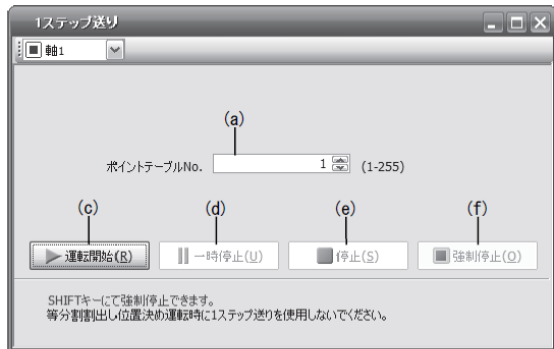 1ステップ送り
軸1
(a)
ポイントテーブルNo. 1 (1-255)
(c) (d) (e) (f)
運転開始(R) 一時停止(U) 停止(S) 強制停止(O)
SHIFTキーにて強制停止できます。
等分割割出し位置決め運転時に1ステップ送りを使用しないでください。